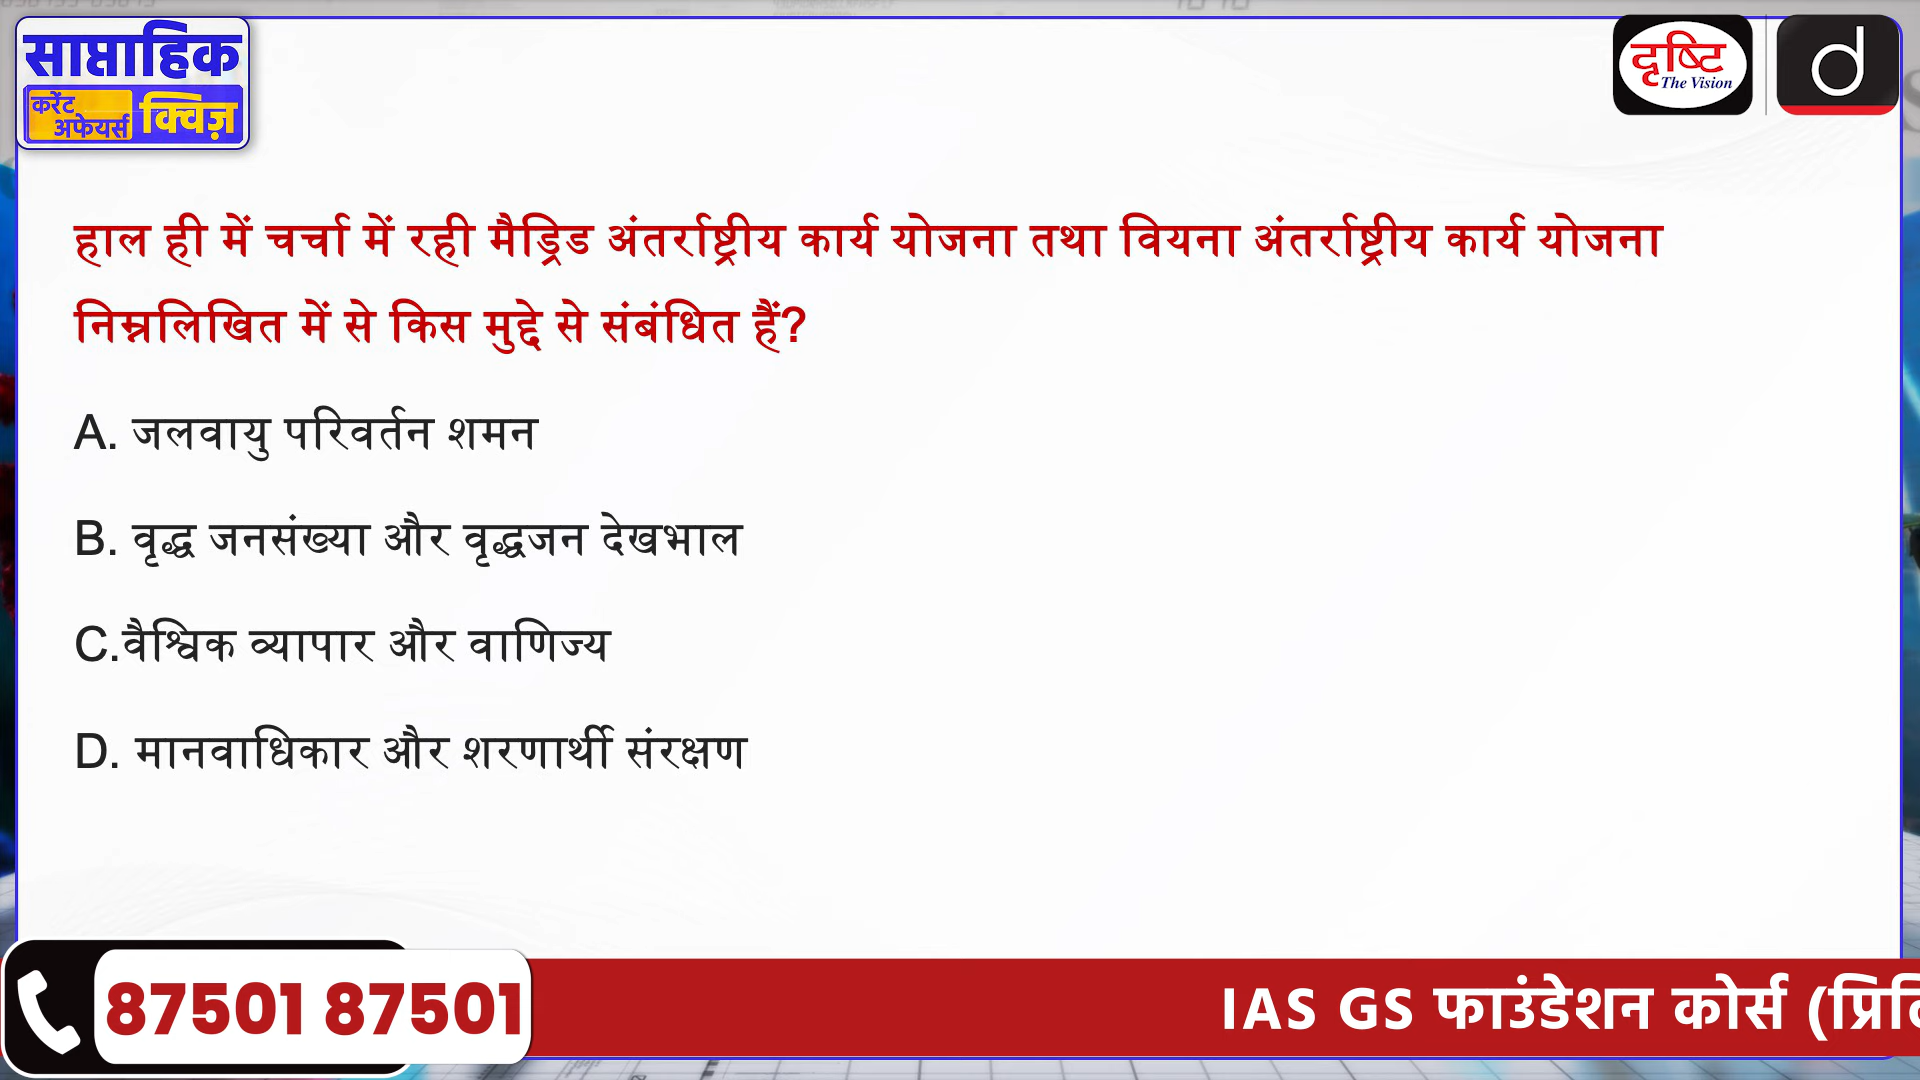 साप्ताहिक
करेंट
अफेयर्स
क्विज़
दृष्टि
The Vision
d
हाल ही में चर्चा में रही मैड्रिड अंतर्राष्ट्रीय कार्य योजना तथा वियना अंतर्राष्ट्रीय कार्य योजना
निम्नलिखित में से किस मुद्दे से संबंधित हैं?
A. जलवायु परिवर्तन शमन
B. वृद्ध जनसंख्या और वृद्धजन देखभाल
C.वैश्विक व्यापार और वाणिज्य
D. मानवाधिकार और शरणार्थी संरक्षण
87501 87501
IAS GS फाउंडेशन कोर्स